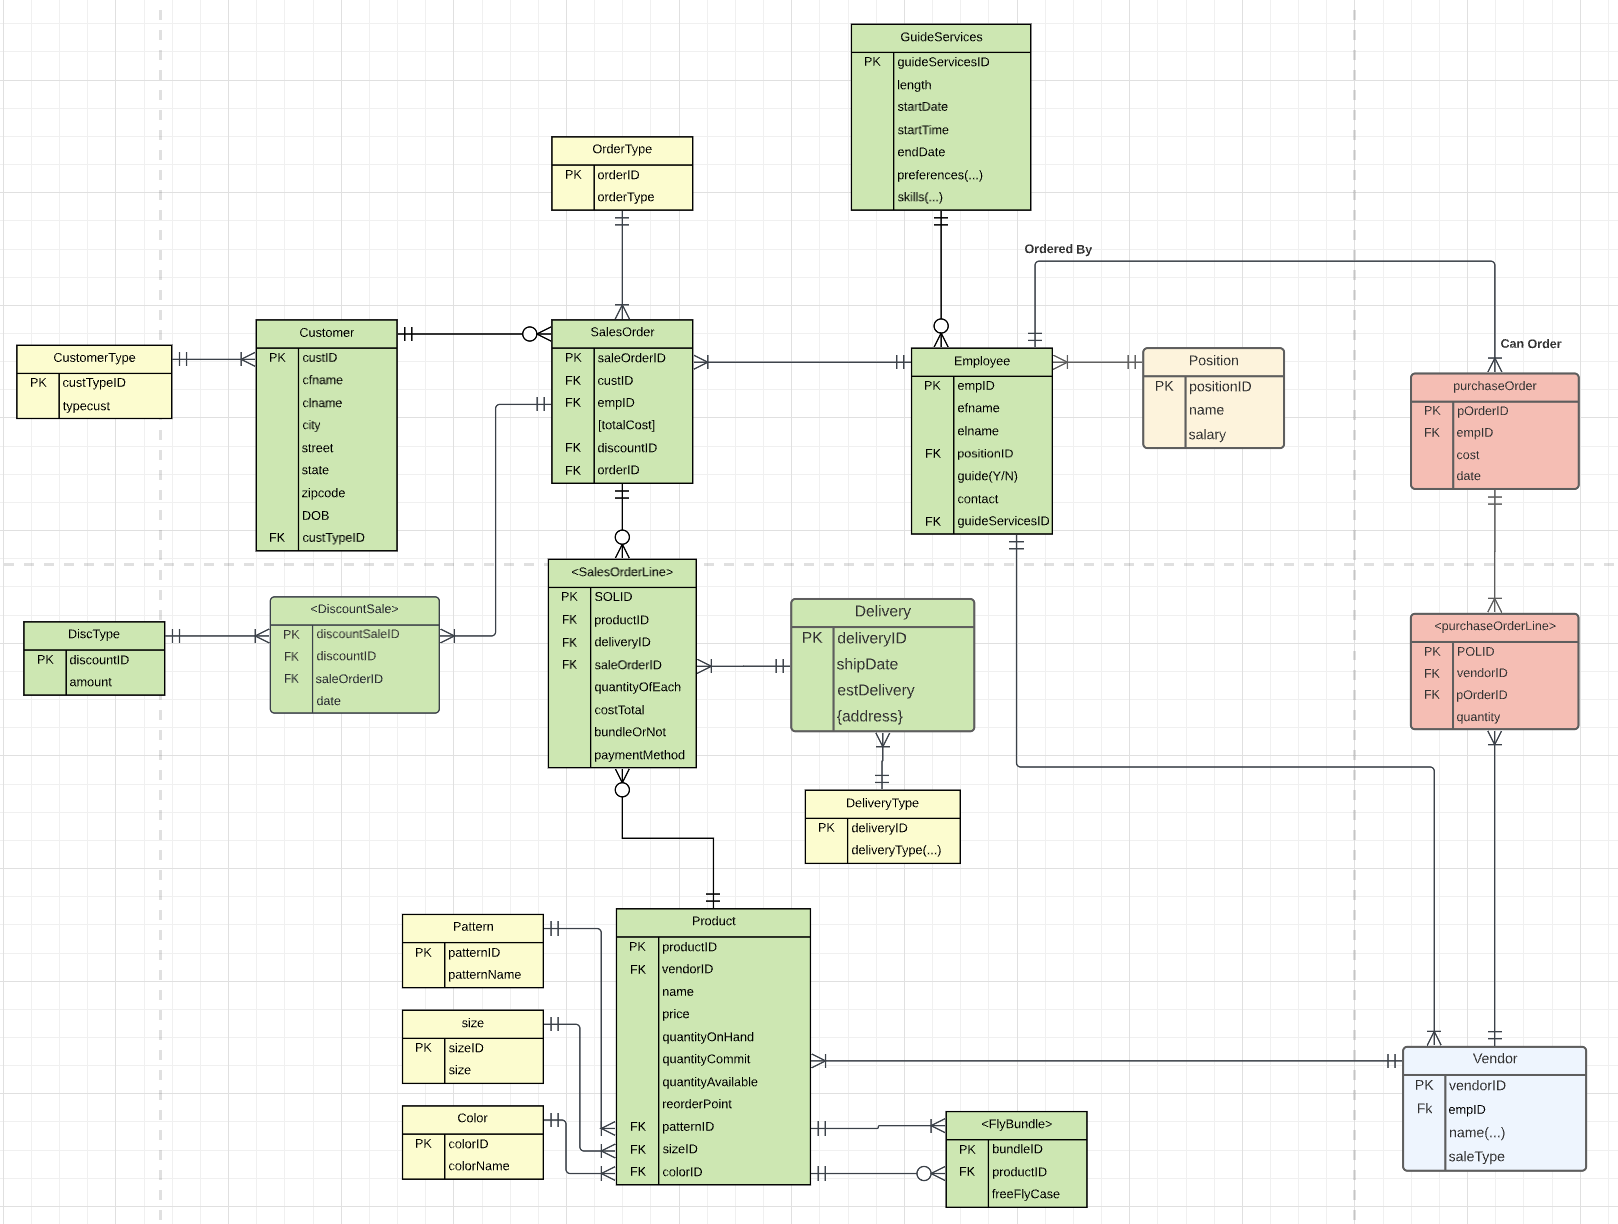 GuideServices
PK guideServicesID
length
startDate
startTime
endDate
preferences(...)
skills(...)
OrderType
PK orderID
orderType
Ordered By
Can Order
CustomerType
PK custTypeID
typecust
Customer
PK custID
cfname
clname
city
street
state
zipcode
DOB
FK custTypeID
SalesOrder
PK saleOrderID
FK custID
FK empID
[totalCost]
FK discountID
FK orderID
Employee
PK empID
efname
elname
FK positionID
guide(Y/N)
contact
FK guideServicesID
Position
PK positionID
name
salary
purchaseOrder
PK pOrderID
FK empID
cost
date
DiscType
PK discountID
amount
<DiscountSale>
PK discountSaleID
FK discountID
FK saleOrderID
date
<SalesOrderLine>
PK SOLID
FK productID
FK deliveryID
FK saleOrderID
quantityOfEach
costTotal
bundleOrNot
paymentMethod
Delivery
PK deliveryID
shipDate
estDelivery
{address}
<purchaseOrderLine>
PK POLID
FK vendorID
FK pOrderID
quantity
DeliveryType
PK deliveryID
deliveryType(...)
Pattern
PK patternID
patternName
size
PK sizeID
size
Color
PK colorID
colorName
Product
PK productID
FK vendorID
name
price
quantityOnHand
quantityCommit
quantityAvailable
reorderPoint
FK patternID
FK sizeID
FK colorID
<FlyBundle>
PK bundleID
FK productID
freeFlyCase
Vendor
PK vendorID
Fk empID
name(...)
saleType